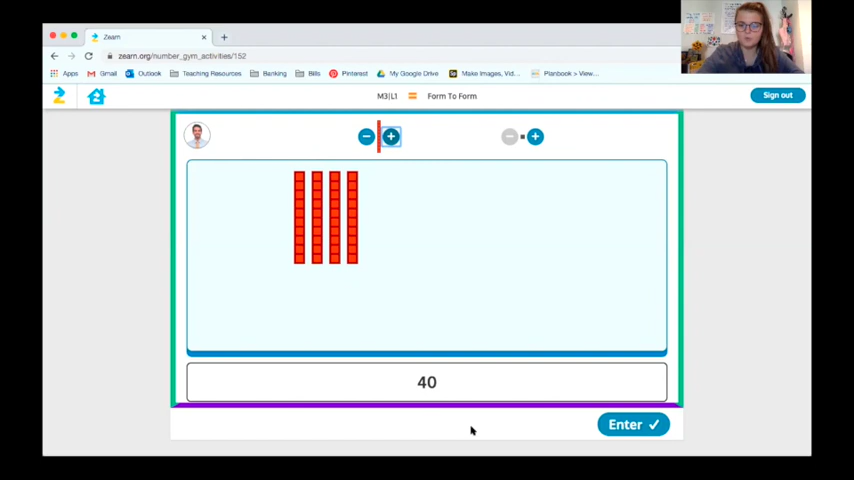 Zearn
zearn.org/number_gym_activities/152
Apps Gmail Outlook Teaching Resources Banking Bills Pinterest My Google Drive Make Images, Vid... Planbook > View...
M3|L1 Form To Form Sign out
40
Enter